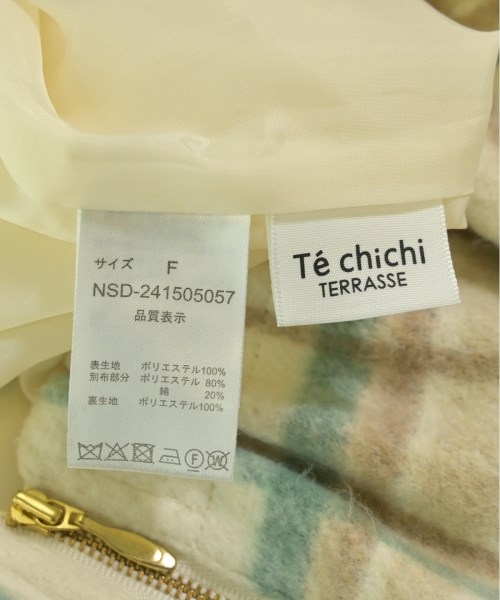 サイズ F
NSD-241505057
品質表示
表生地 ポリエステル100%
別布部分 ポリエステル 80%
綿 20%
裏生地 ポリエステル100%
F W
Té chichi
TERRASSE